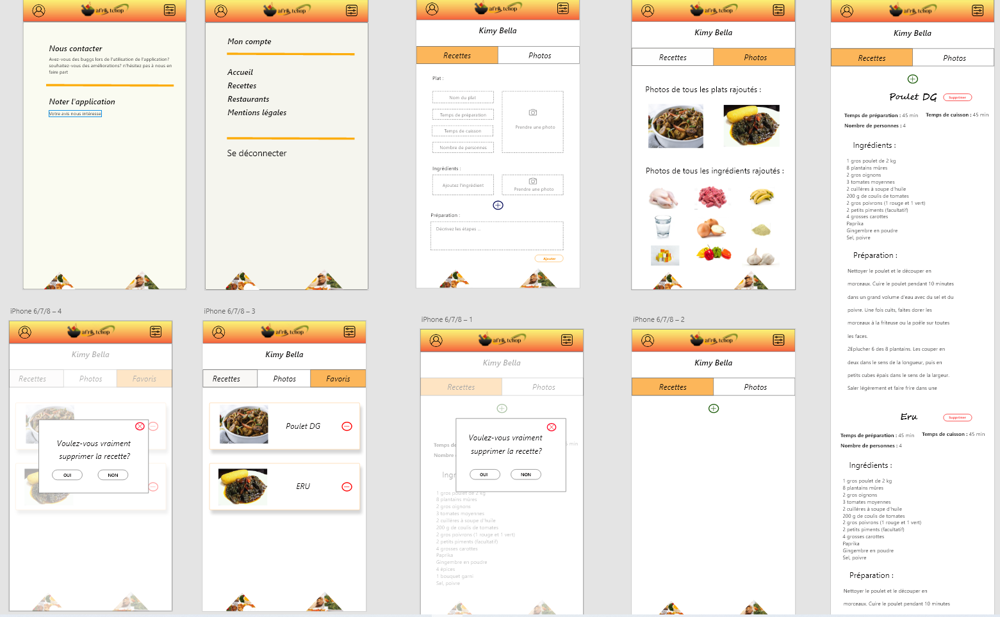 afrik tchop
Nous contacter
Avez-vous des buggs lors de l'utilisation de l'application?
souhaitez-vous des améliorations? n'hésitez pas à nous en
faire part
Noter l'application
Votre avis nous intéresse
afrik tchop
Mon compte
Accueil
Recettes
Restaurants
Mentions légales
Se déconnecter
afrik tchop
Kimy Bella
Recettes
Photos
Plat :
Nom du plat
Temps de préparation
Temps de cuisson
Nombre de personnes
Prendre une photo
Ingrédients :
Ajoutez l'ingrédient
Prendre une photo
Préparation :
Décrivez les étapes ...
Ajouter
afrik tchop
Kimy Bella
Recettes
Photos
Photos de tous les plats rajoutés :
Photos de tous les ingrédients rajoutés :
afrik tchop
Kimy Bella
Recettes
Photos
Poulet DG
Supprimer
Temps de préparation : 45 min
Temps de cuisson : 45 min
Nombre de personnes : 4
Ingrédients :
1 gros poulet de 2 kg
8 plantains mûres
2 gros oignons
3 tomates moyennes
2 cuillères à soupe d'huile
200 g de coulis de tomates
2 gros poivrons (1 rouge et 1 vert)
2 petits piments (facultatif)
4 grosses carottes
Paprika
Gingembre en poudre
Sel, poivre
Préparation :
Nettoyer le poulet et le découper en
morceaux. Cuire le poulet pendant 10 minutes
dans un grand volume d'eau avec du sel et du
poivre. Une fois cuits, faites dorer les
morceaux à la friteuse ou la poêle sur toutes
les faces.
2Eplucher 6 des 8 plantains. Les couper en
deux dans le sens de la longueur, puis en
petits cubes épais dans le sens de la largeur.
Saler légèrement et faire frire dans une
Eru
Supprimer
Temps de préparation : 45 min
Temps de cuisson : 45 min
Nombre de personnes : 4
Ingrédients :
1 gros poulet de 2 kg
8 plantains mûres
2 gros oignons
3 tomates moyennes
2 cuillères à soupe d'huile
200 g de coulis de tomates
2 gros poivrons (1 rouge et 1 vert)
2 petits piments (facultatif)
4 grosses carottes
Paprika
Gingembre en poudre
Sel, poivre
Préparation :
Nettoyer le poulet et le découper en
morceaux. Cuire le poulet pendant 10 minutes
iPhone 6/7/8 – 4
afrik tchop
Kimy Bella
Recettes
Photos
Favoris
Voulez-vous vraiment
supprimer la recette?
OUI
NON
iPhone 6/7/8 – 3
afrik tchop
Kimy Bella
Recettes
Photos
Favoris
Poulet DG
ERU
iPhone 6/7/8 – 1
afrik tchop
Kimy Bella
Recettes
Photos
Voulez-vous vraiment
supprimer la recette?
OUI
NON
Temps de
min
Nombre
Ingr
1 gros poulet de 2 kg
8 plantains mûres
2 gros oignons
3 tomates moyennes
2 cuillères à soupe d'huile
200 g de coulis de tomates
2 gros poivrons (1 rouge et 1 vert)
2 petits piments (facultatif)
4 grosses carottes
Paprika
Gingembre en poudre
4 épices
1 bouquet garni
Sel, poivre
iPhone 6/7/8 – 2
afrik tchop
Kimy Bella
Recettes
Photos